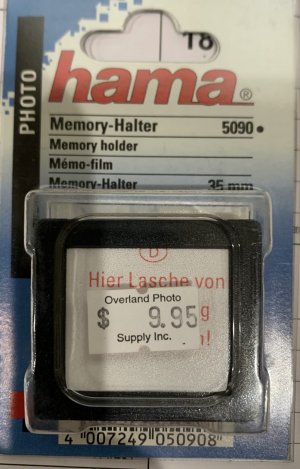 T8
PHOTO
hama®
Memory-Halter 5090
Memory holder
Mémo-film
Memory-Halter 35 mm
D
Hier Lasche von
Overland Photo
$ 9.95
g
Supply Inc.
!
4 007249 050908